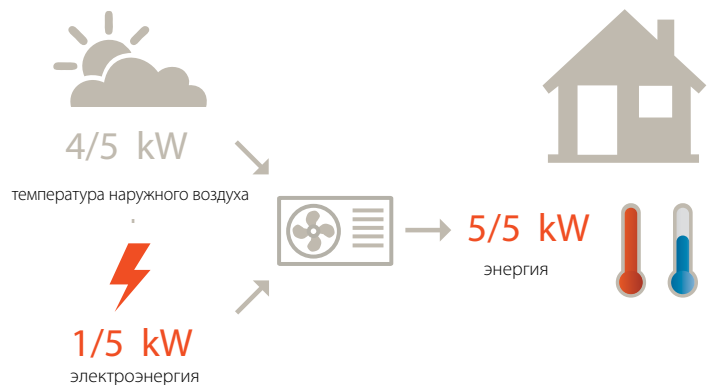 4/5 kW
температура наружного воздуха
1/5 kW
электроэнергия
5/5 kW
энергия